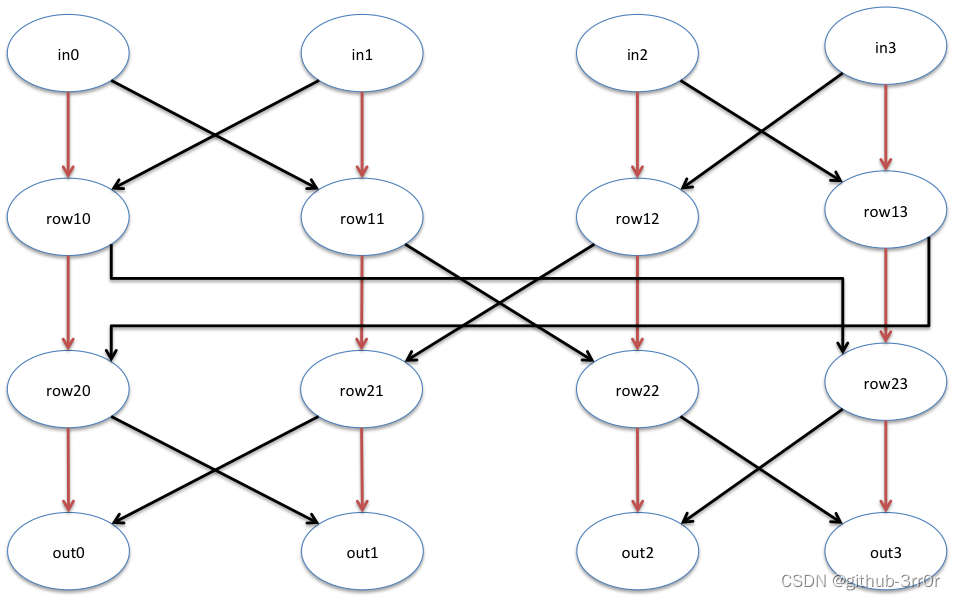 in0
in1
in2
in3
row10
row11
row12
row13
row20
row21
row22
row23
out0
out1
out2
out3
CSDN @github-3rr0r